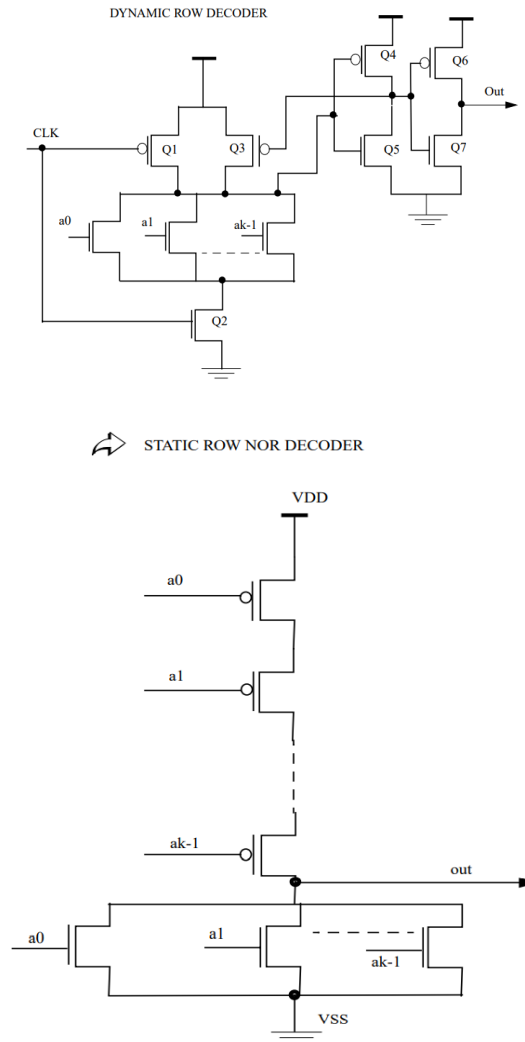 DYNAMIC ROW DECODER
Q4
Q6
Out
CLK
Q1
Q3
Q5
Q7
a0
a1
ak-1
Q2
STATIC ROW NOR DECODER
VDD
a0
a1
ak-1
out
a0
a1
ak-1
VSS